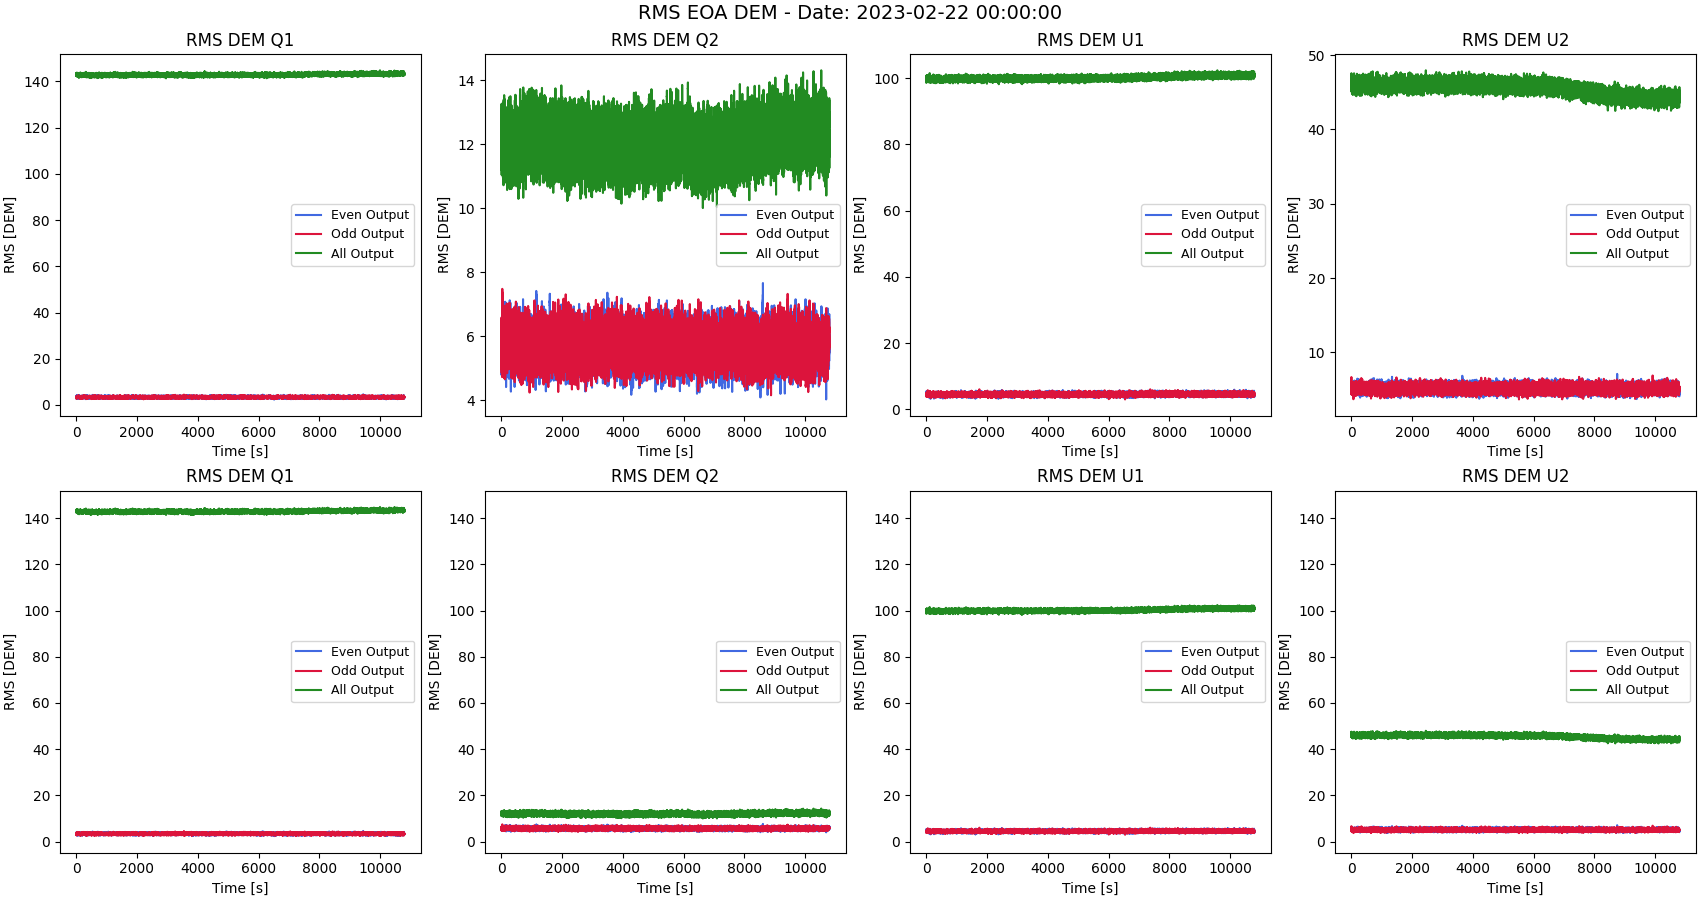 RMS EOA DEM - Date: 2023-02-22 00:00:00
RMS DEM Q1
RMS [DEM]
140
120
100
80
60
40
20
0
Even Output
Odd Output
All Output
0 2000 4000 6000 8000 10000
Time [s]
RMS DEM Q2
RMS [DEM]
14
12
10
8
6
4
Even Output
Odd Output
All Output
0 2000 4000 6000 8000 10000
Time [s]
RMS DEM U1
RMS [DEM]
100
80
60
40
20
0
Even Output
Odd Output
All Output
0 2000 4000 6000 8000 10000
Time [s]
RMS DEM U2
RMS [DEM]
50
40
30
20
10
Even Output
Odd Output
All Output
0 2000 4000 6000 8000 10000
Time [s]
RMS DEM Q1
RMS [DEM]
140
120
100
80
60
40
20
0
Even Output
Odd Output
All Output
0 2000 4000 6000 8000 10000
Time [s]
RMS DEM Q2
RMS [DEM]
140
120
100
80
60
40
20
0
Even Output
Odd Output
All Output
0 2000 4000 6000 8000 10000
Time [s]
RMS DEM U1
RMS [DEM]
140
120
100
80
60
40
20
0
Even Output
Odd Output
All Output
0 2000 4000 6000 8000 10000
Time [s]
RMS DEM U2
RMS [DEM]
140
120
100
80
60
40
20
0
Even Output
Odd Output
All Output
0 2000 4000 6000 8000 10000
Time [s]